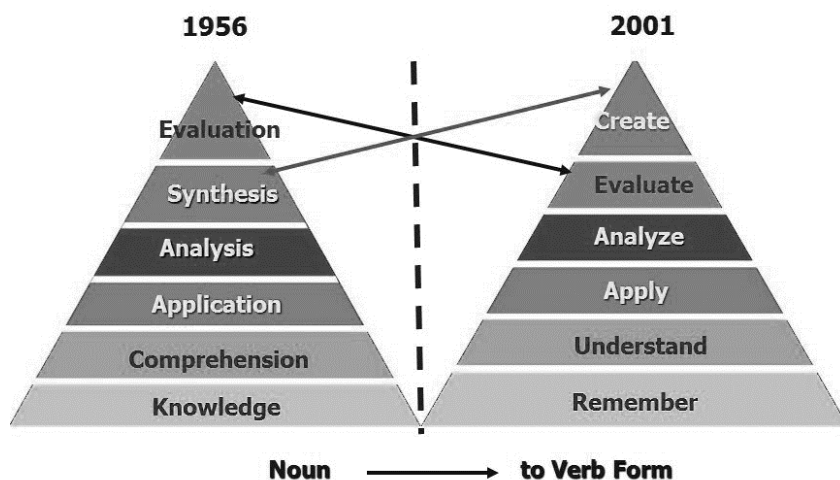 1956
Evaluation
Synthesis
Analysis
Application
Comprehension
Knowledge
2001
Create
Evaluate
Analyze
Apply
Understand
Remember
Noun to Verb Form